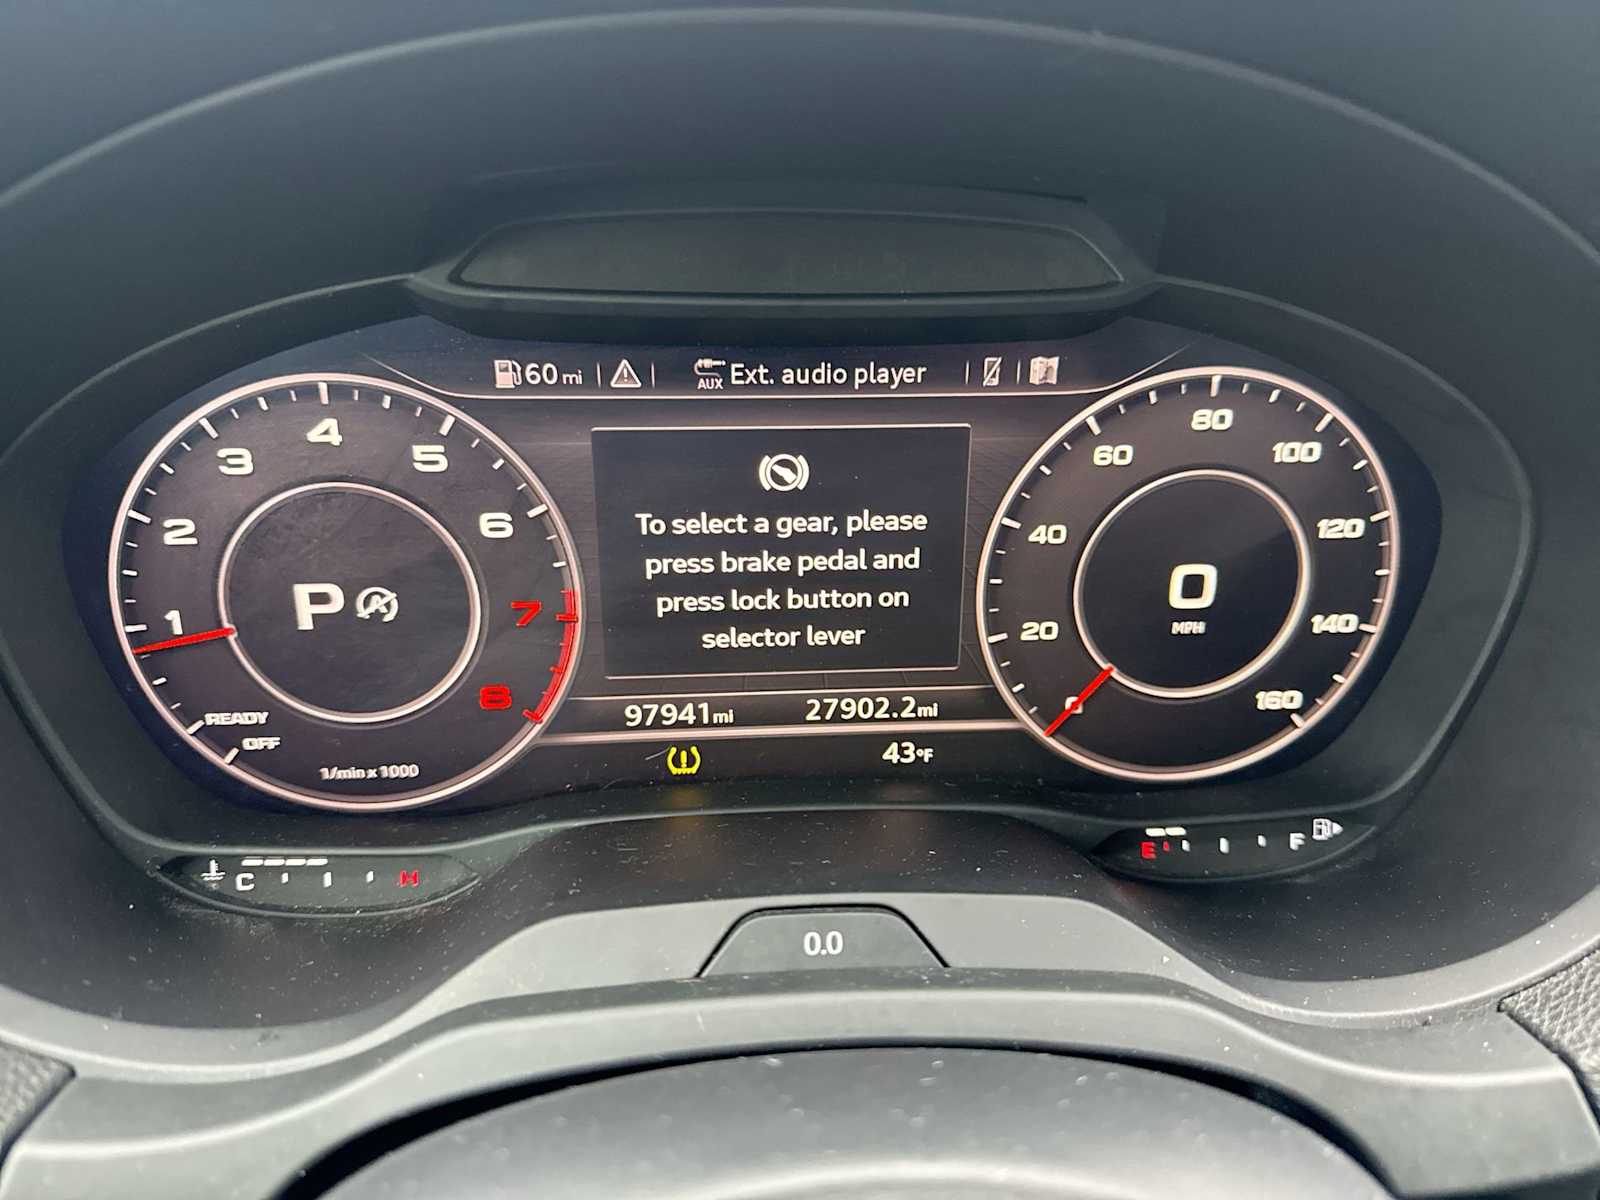 60 mi
AUX Ext. audio player
To select a gear, please
press brake pedal and
press lock button on
selector lever
P A
1
2
3
4
5
6
7
8
READY
OFF
1/min x 1000
0
20
40
60
80
100
120
140
160
0
MPH
97941mi
27902.2mi
43°F
C H
E F
0.0